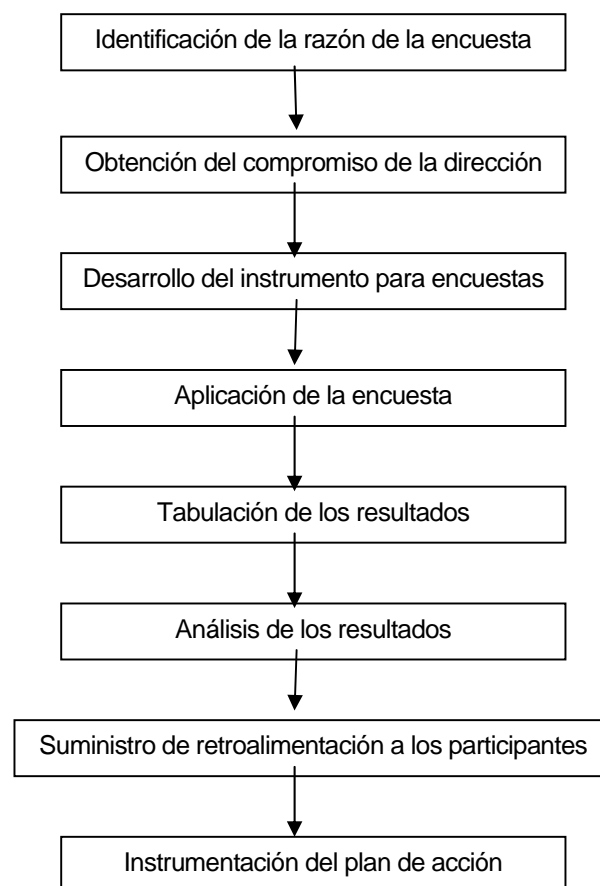 Identificación de la razón de la encuesta
Obtención del compromiso de la dirección
Desarrollo del instrumento para encuestas
Aplicación de la encuesta
Tabulación de los resultados
Análisis de los resultados
Suministro de retroalimentación a los participantes
Instrumentación del plan de acción